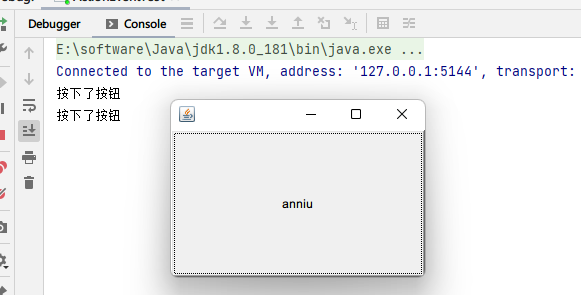 Debugger
Console
E:\software\Java\jdk1.8.0_181\bin\java.exe ...
Connected to the target VM, address: '127.0.0.1:5144', transport:
按下了按钮
按下了按钮
anniu